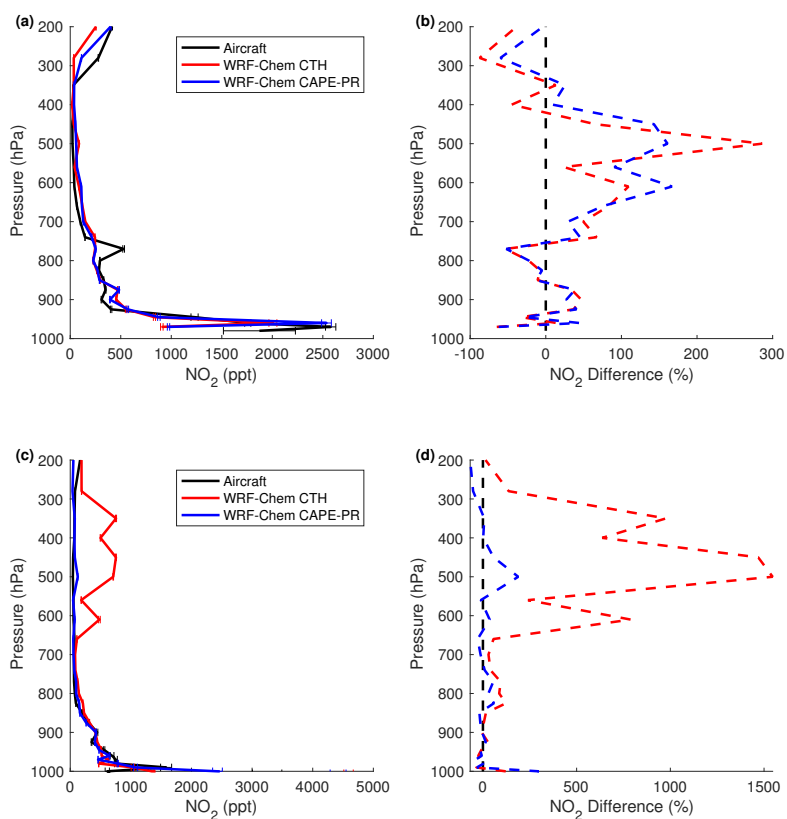 (a)
200
300
400
500
600
700
800
900
1000
Pressure (hPa)
Aircraft
WRF-Chem CTH
WRF-Chem CAPE-PR
0 500 1000 1500 2000 2500 3000
NO2 (ppt)
(b)
200
300
400
500
600
700
800
900
1000
Pressure (hPa)
-100 0 100 200 300
NO2 Difference (%)
(c)
200
300
400
500
600
700
800
900
1000
Pressure (hPa)
Aircraft
WRF-Chem CTH
WRF-Chem CAPE-PR
0 1000 2000 3000 4000 5000
NO2 (ppt)
(d)
200
300
400
500
600
700
800
900
1000
Pressure (hPa)
0 500 1000 1500
NO2 Difference (%)